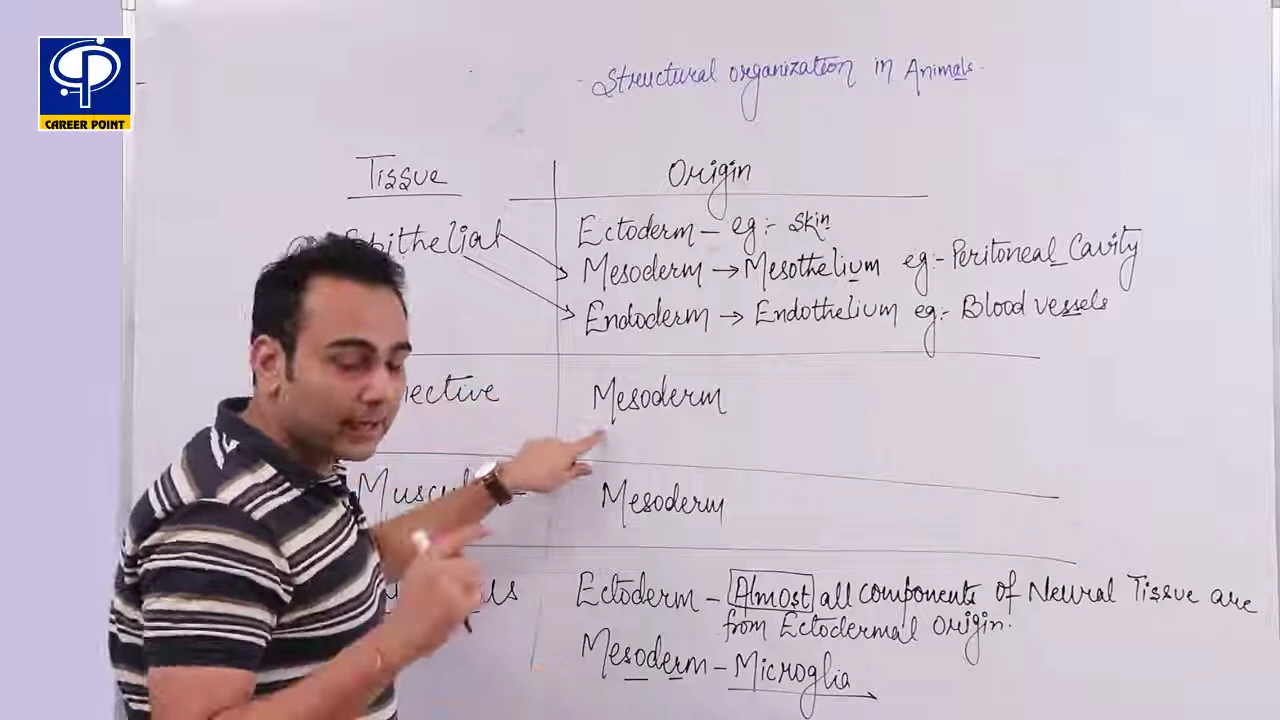 CAREER POINT
Structural organization in Animals
Tissue
Origin
Epithelial
Ectoderm – eg:- Skin
Mesoderm → Mesothelium eg:- Peritoneal Cavity
Endoderm → Endothelium eg:- Blood vessels
Mesoderm
Mesoderm
Ectoderm – Almost all components of Neural Tissue are
from Ectodermal origin.
Mesoderm – Microglia